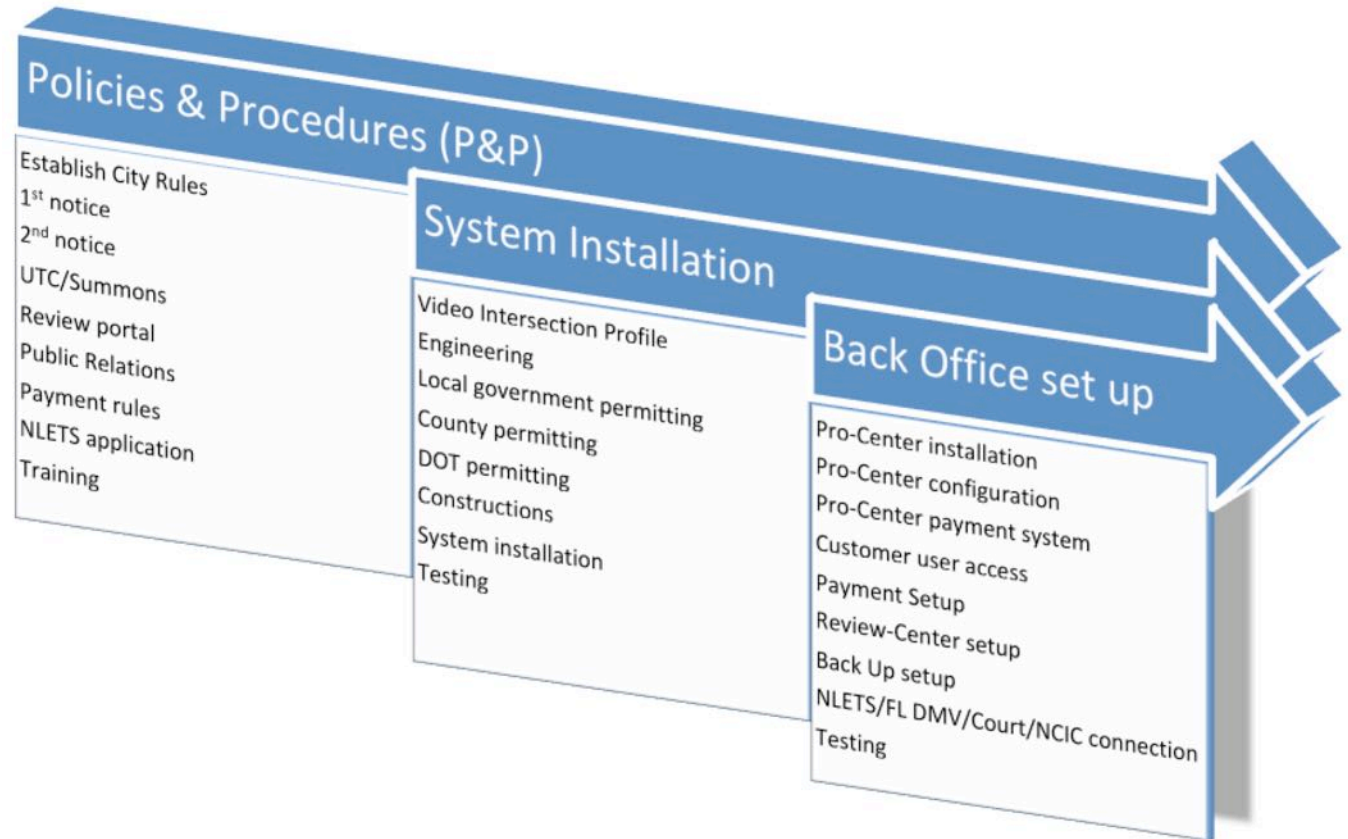 Policies & Procedures (P&P)
Establish City Rules
1st notice
2nd notice
UTC/Summons
Review portal
Public Relations
Payment rules
NLETS application
Training
System Installation
Video Intersection Profile
Engineering
Local government permitting
County permitting
DOT permitting
Constructions
System installation
Testing
Back Office set up
Pro-Center installation
Pro-Center configuration
Pro-Center payment system
Customer user access
Payment Setup
Review-Center setup
Back Up setup
NLETS/FL DMV/Court/NCIC connection
Testing